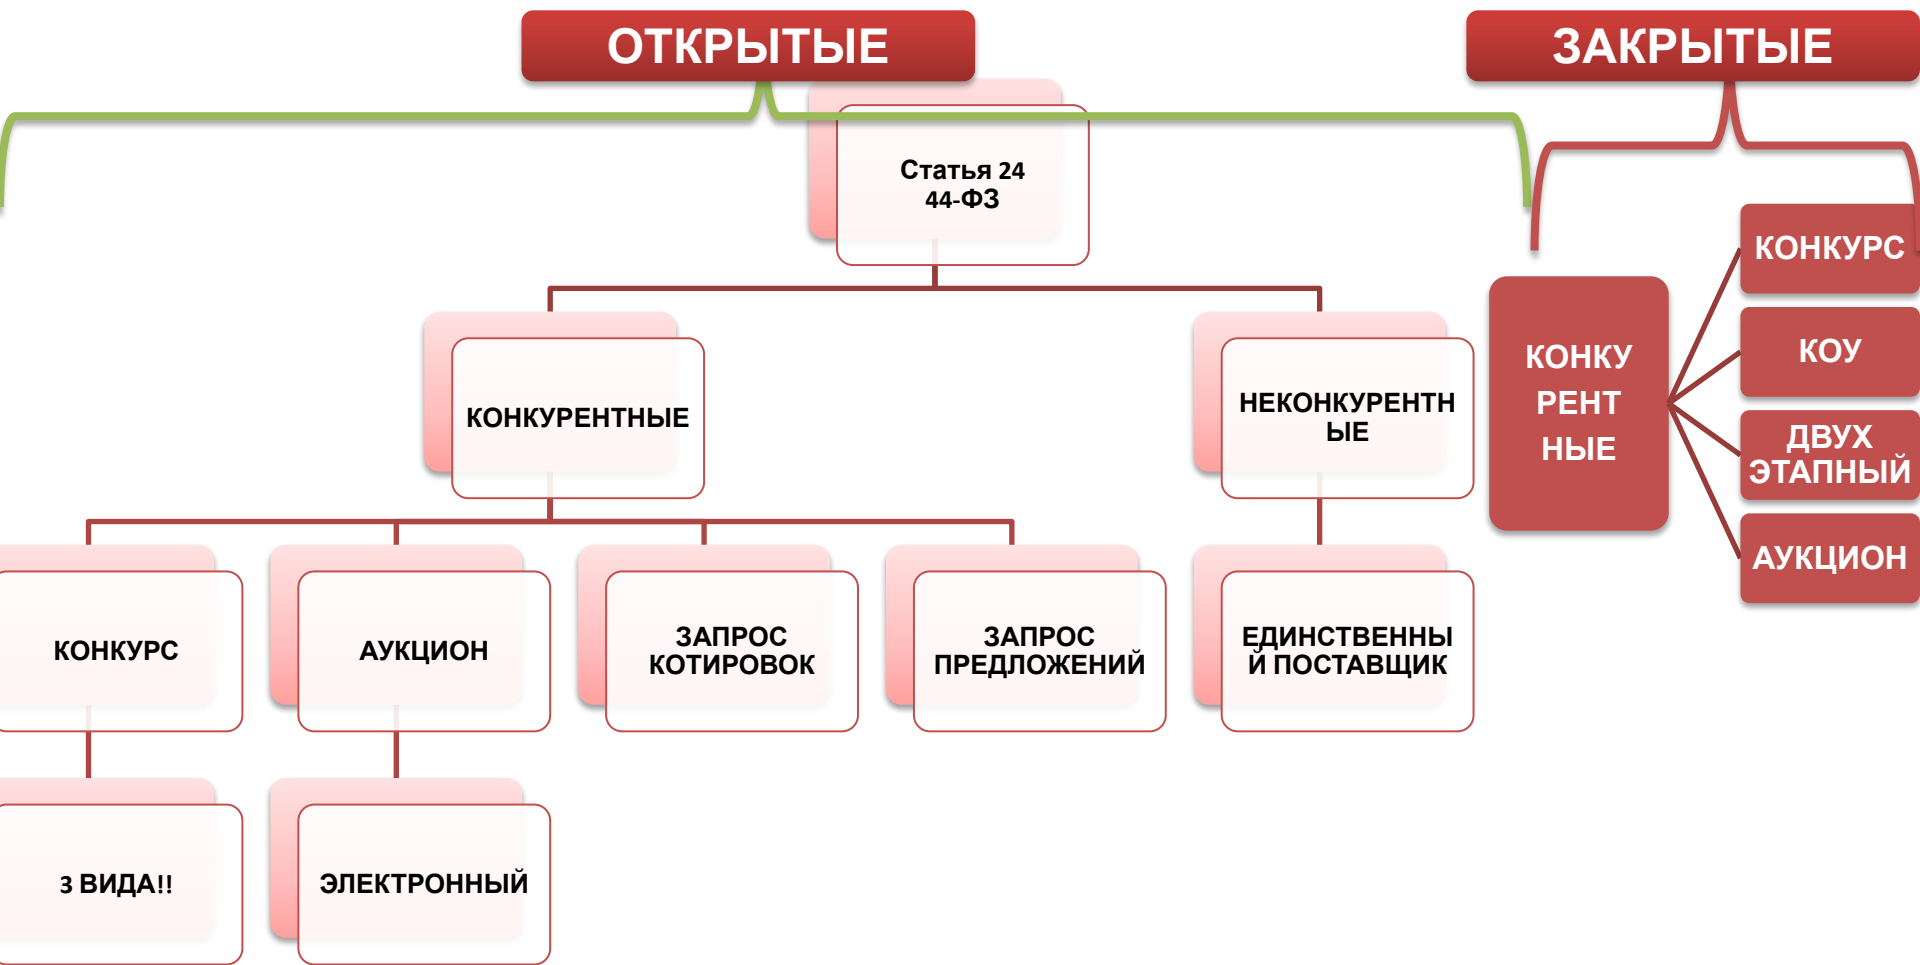 ОТКРЫТЫЕ
ЗАКРЫТЫЕ
Статья 24
44-ФЗ
КОНКУРЕНТНЫЕ
НЕКОНКУРЕНТН
ЫЕ
КОНКУРС
АУКЦИОН
ЗАПРОС
КОТИРОВОК
ЗАПРОС
ПРЕДЛОЖЕНИЙ
ЕДИНСТВЕННЫ
Й ПОСТАВЩИК
3 ВИДА!!
ЭЛЕКТРОННЫЙ
КОНКУ
РЕНТ
НЫЕ
КОНКУРС
КОУ
ДВУХ
ЭТАПНЫЙ
АУКЦИОН